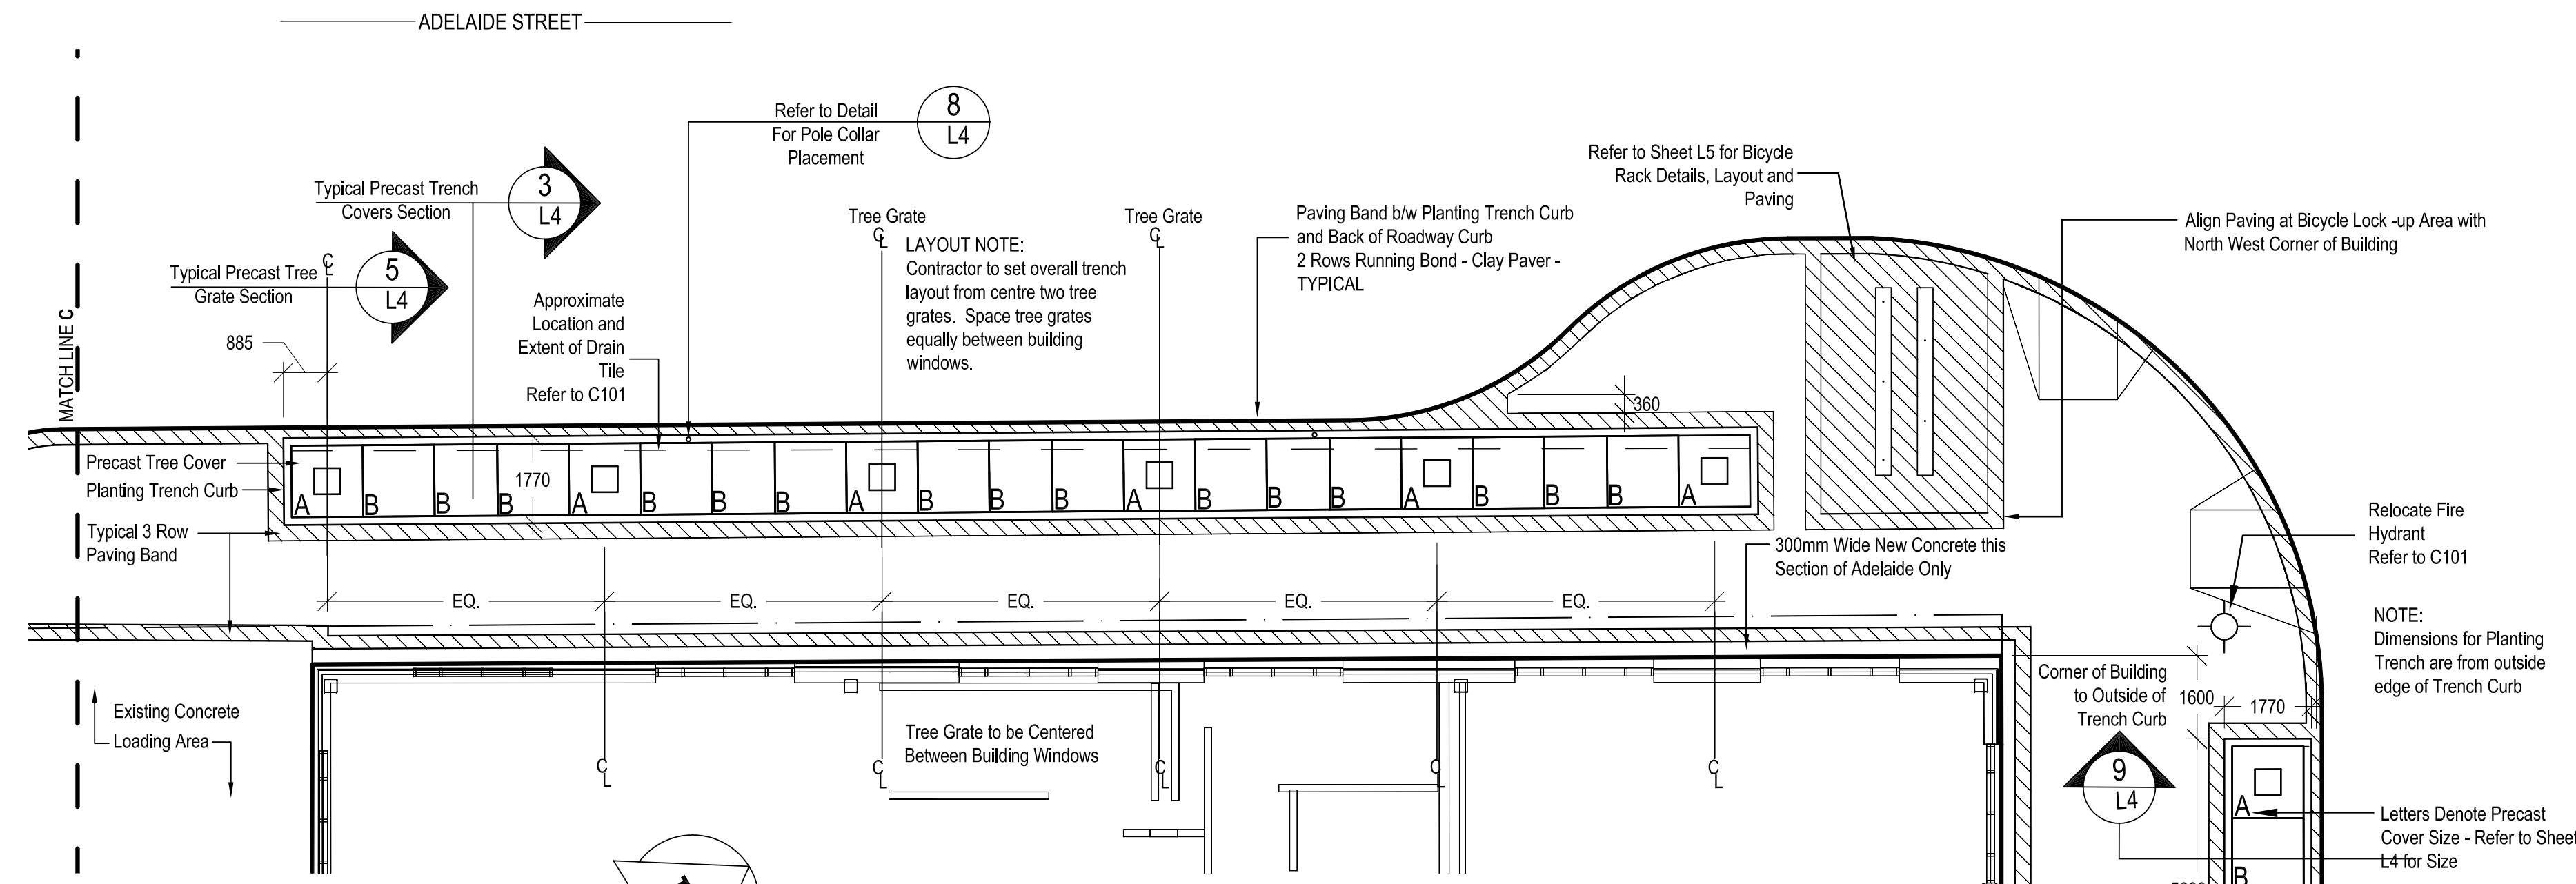 ADELAIDE STREET
MATCH LINE C
Refer to Detail
For Pole Collar
Placement
8
L4
Typical Precast Trench
Covers Section
3
L4
Typical Precast Tree
Grate Section
5
L4
CL
885
Approximate
Location and
Extent of Drain
Tile
Refer to C101
Tree Grate
CL
LAYOUT NOTE:
Contractor to set overall trench
layout from centre two tree
grates. Space tree grates
equally between building
windows.
Tree Grate
CL
Paving Band b/w Planting Trench Curb
and Back of Roadway Curb
2 Rows Running Bond - Clay Paver -
TYPICAL
Refer to Sheet L5 for Bicycle
Rack Details, Layout and
Paving
Align Paving at Bicycle Lock -up Area with
North West Corner of Building
360
Precast Tree Cover
Planting Trench Curb
Typical 3 Row
Paving Band
1770
A B B B A B B B A B B B A B B B A B B B A
300mm Wide New Concrete this
Section of Adelaide Only
Relocate Fire
Hydrant
Refer to C101
EQ. EQ. EQ. EQ. EQ.
NOTE:
Dimensions for Planting
Trench are from outside
edge of Trench Curb
Corner of Building
to Outside of
Trench Curb
1600
1770
Existing Concrete
Loading Area
Tree Grate to be Centered
Between Building Windows
CL CL CL CL CL
9
L4
A
B
Letters Denote Precast
Cover Size - Refer to Sheet
L4 for Size